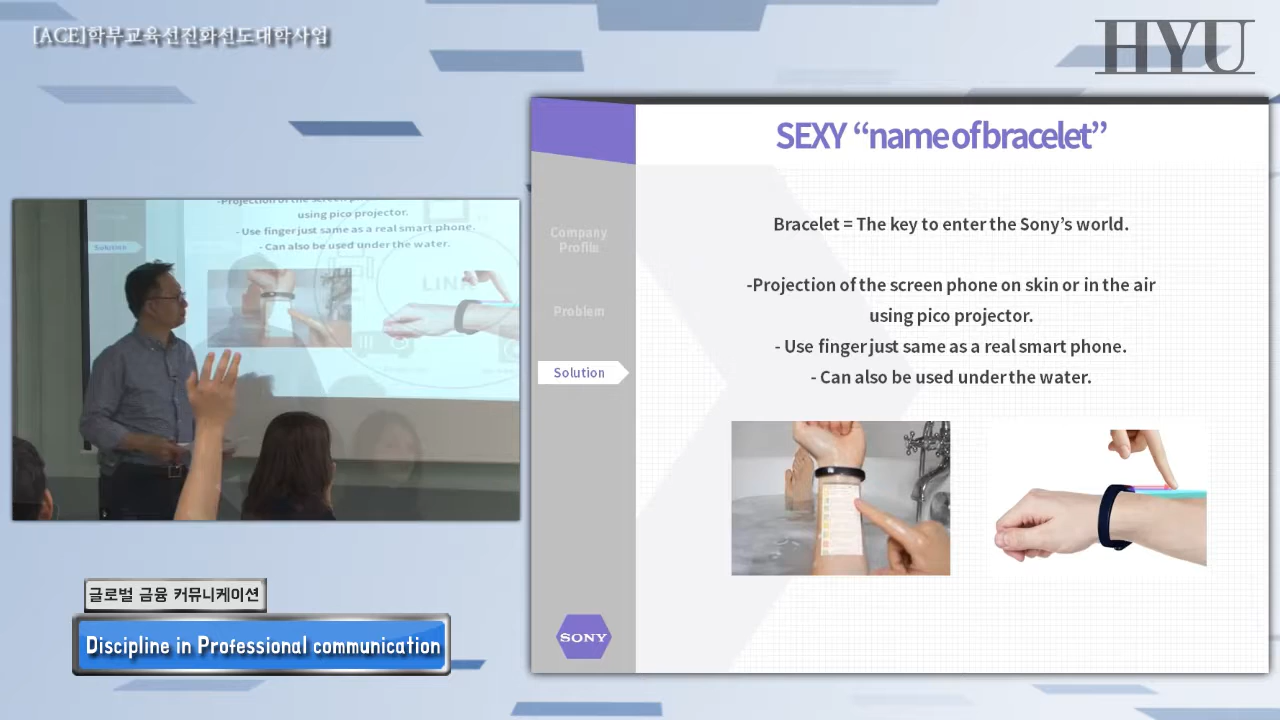 [ACE]학부교육선진화선도대학사업
HYU
SEXY “name of bracelet”
Company
Profile
Problem
Solution
Bracelet = The key to enter the Sony’s world.
-Projection of the screen phone on skin or in the air
using pico projector.
- Use finger just same as a real smart phone.
- Can also be used under the water.
SONY
using pico projector.
- Use finger just same as a real smart phone.
- Can also be used under the water.
Solution
LINK
글로벌 금융 커뮤니케이션
Discipline in Professional communication